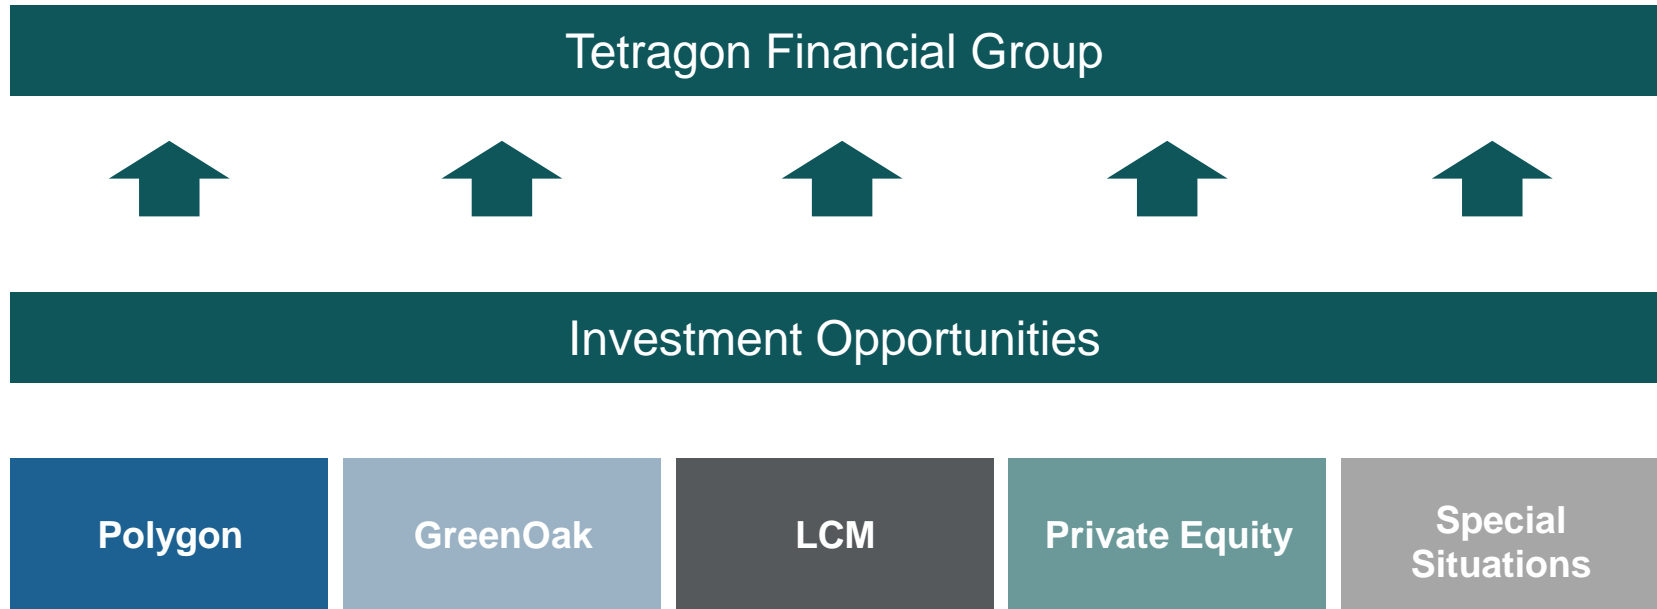 Tetragon Financial Group
Investment Opportunities
Polygon
GreenOak
LCM
Private Equity
Special
Situations